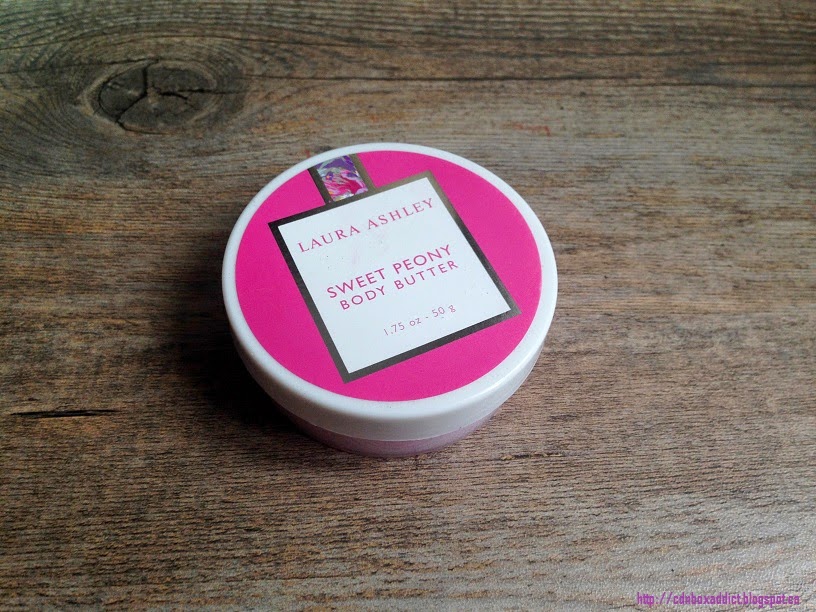 LAURA ASHLEY
SWEET PEONY
BODY BUTTER
1.75 oz - 50 g
http://cdnboxaddict.blogspot.ca